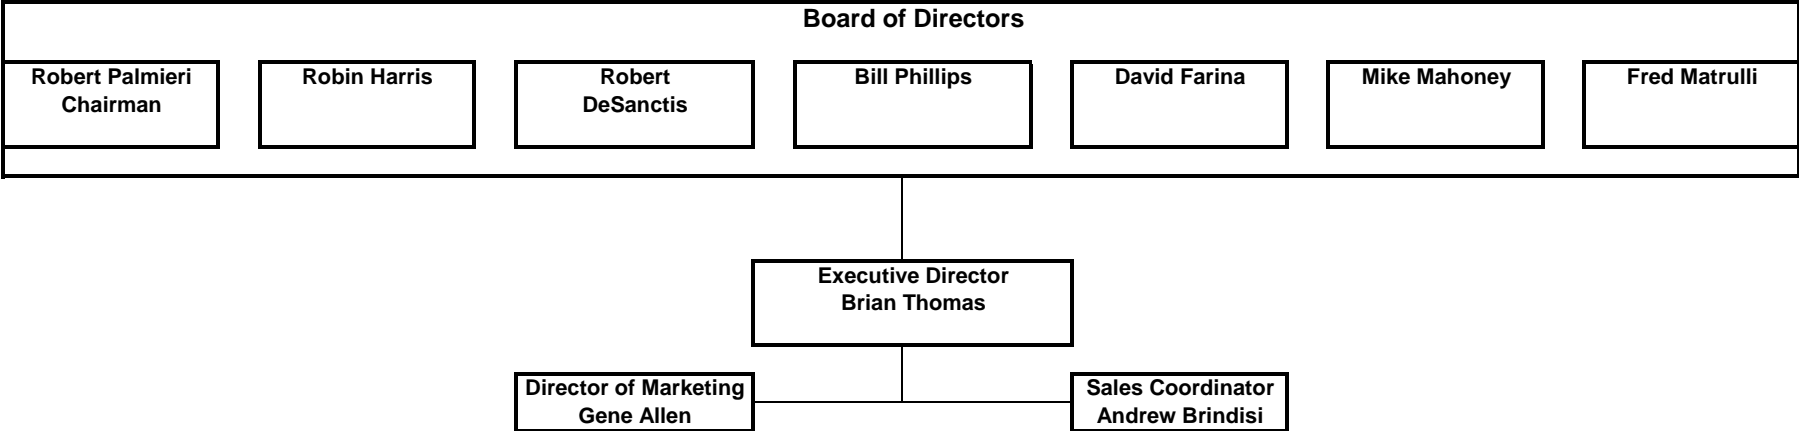 Board of Directors
Robert Palmieri
Chairman
Robin Harris
Robert
DeSanctis
Bill Phillips
David Farina
Mike Mahoney
Fred Matrulli
Executive Director
Brian Thomas
Director of Marketing
Gene Allen
Sales Coordinator
Andrew Brindisi